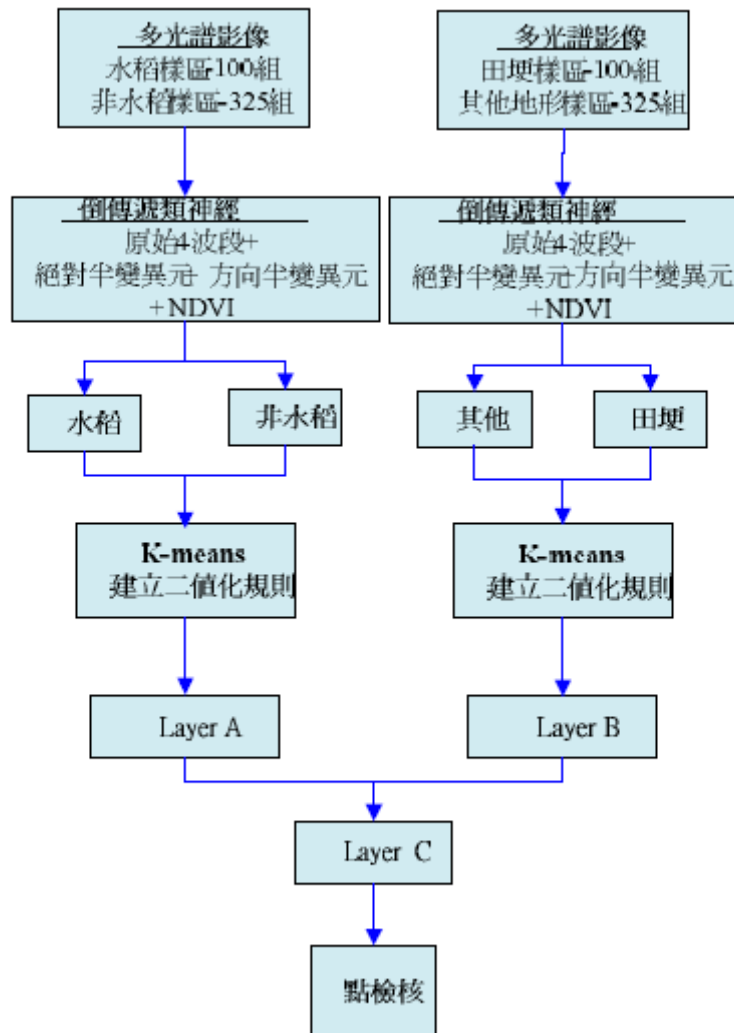 多光譜影像
水稻樣區-100組
非水稻樣區-325組
多光譜影像
田埂樣區-100組
其他地形樣區-325組
倒傳遞類神經
原始4波段+
絕對半變異元+ 方向半變異元
+NDVI
倒傳遞類神經
原始4波段+
絕對半變異元+方向半變異元
+NDVI
水稻
非水稻
其他
田埂
K-means
建立二値化規則
K-means
建立二値化規則
Layer A
Layer B
Layer C
點檢核